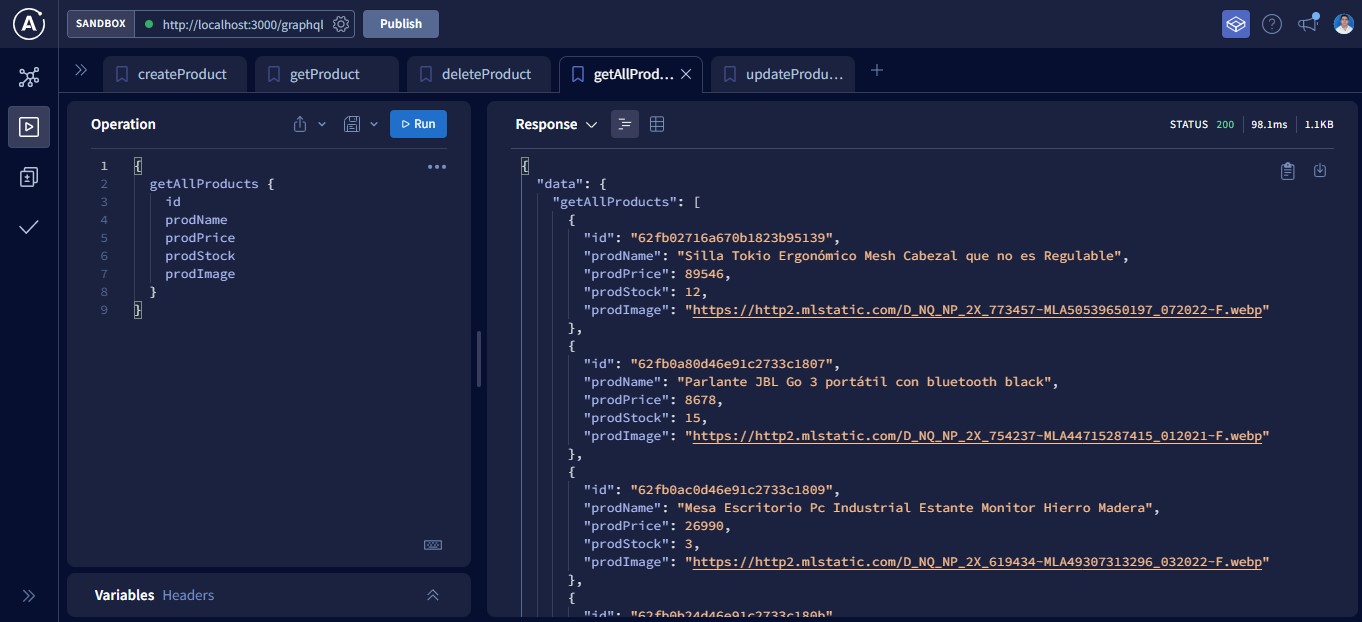 SANDBOX http://localhost:3000/graphql Publish
createProduct getProduct deleteProduct getAllProd... updateProdu...
Operation Run
1 {
2 getAllProducts {
3 id
4 prodName
5 prodPrice
6 prodStock
7 prodImage
8 }
9 }
Variables Headers
Response STATUS 200 98.1ms 1.1KB
{
"data": {
"getAllProducts": [
{
"id": "62fb02716a670b1823b95139",
"prodName": "Silla Tokio Ergonómico Mesh Cabezal que no es Regulable",
"prodPrice": 89546,
"prodStock": 12,
"prodImage": "https://http2.mlstatic.com/D_NQ_NP_2X_773457-MLA50539650197_072022-F.webp"
},
{
"id": "62fb0a80d46e91c2733c1807",
"prodName": "Parlante JBL Go 3 portátil con bluetooth black",
"prodPrice": 8678,
"prodStock": 15,
"prodImage": "https://http2.mlstatic.com/D_NQ_NP_2X_754237-MLA44715287415_012021-F.webp"
},
{
"id": "62fb0ac0d46e91c2733c1809",
"prodName": "Mesa Escritorio Pc Industrial Estante Monitor Hierro Madera",
"prodPrice": 26990,
"prodStock": 3,
"prodImage": "https://http2.mlstatic.com/D_NQ_NP_2X_619434-MLA49307313296_032022-F.webp"
},
{
"id": "62fb0b24d46e91c2733c180b"